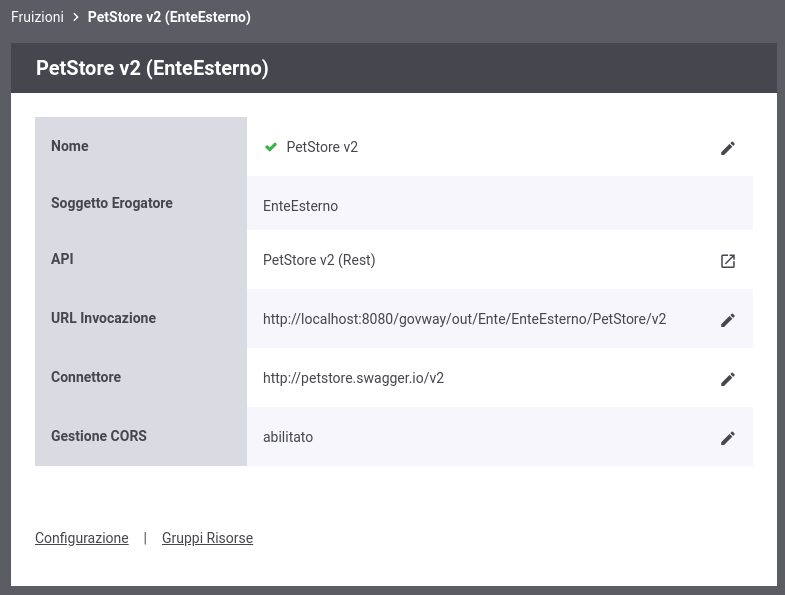 Fruizioni > PetStore v2 (EnteEsterno)
PetStore v2 (EnteEsterno)
Nome PetStore v2
Soggetto Erogatore EnteEsterno
API PetStore v2 (Rest)
URL Invocazione http://localhost:8080/govway/out/Ente/EnteEsterno/PetStore/v2
Connettore http://petstore.swagger.io/v2
Gestione CORS abilitato
Configurazione | Gruppi Risorse